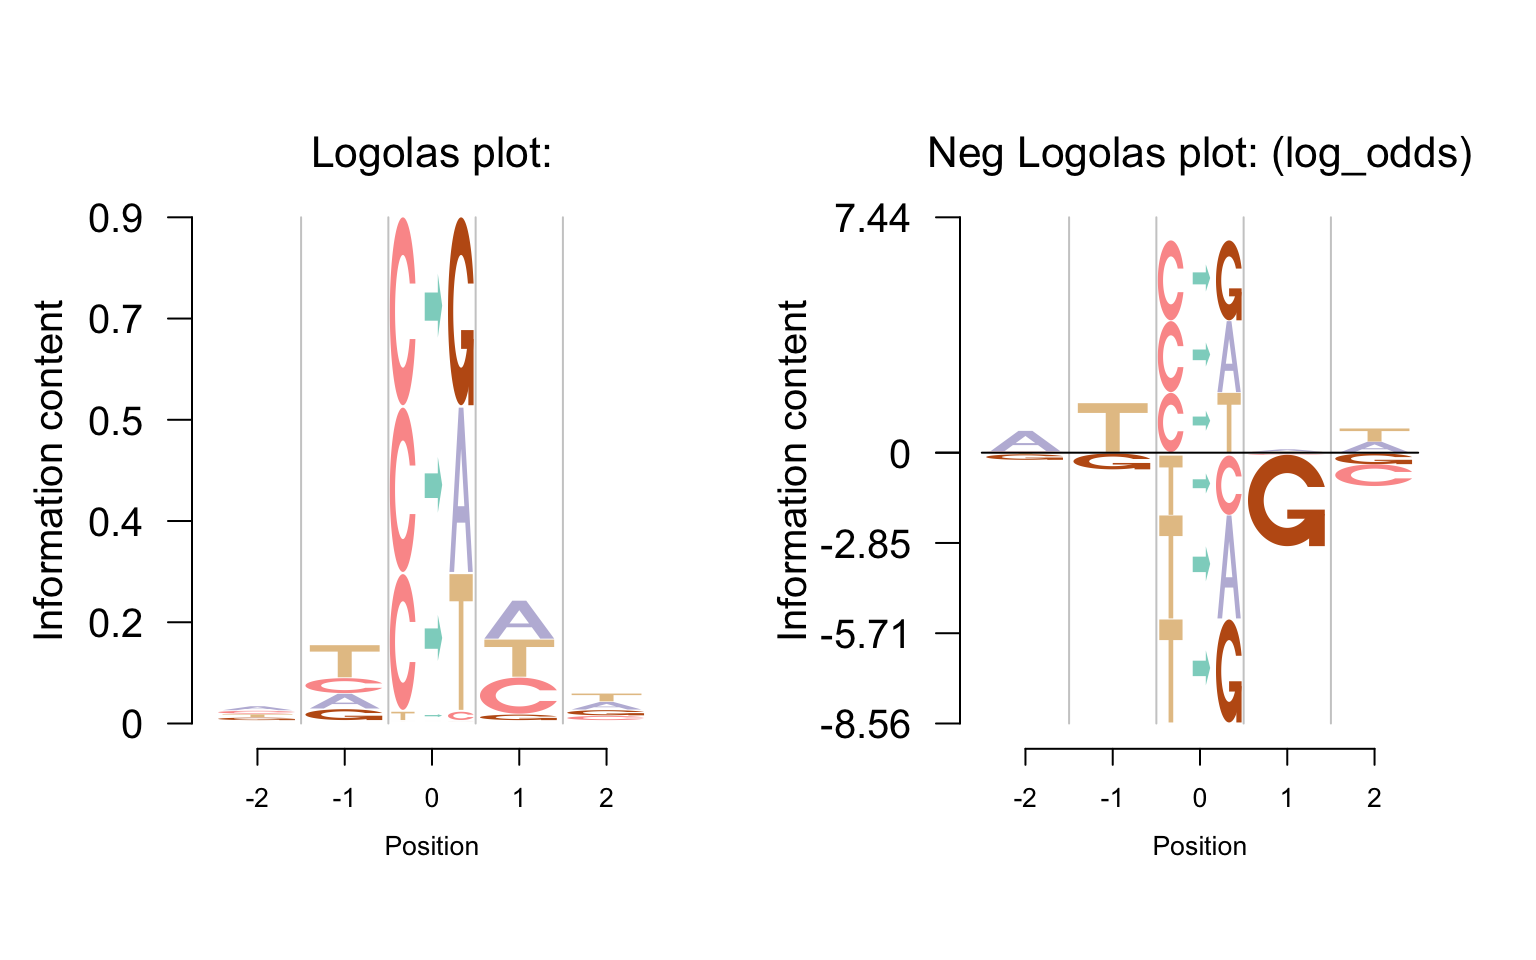 Logolas plot:
Information content
0.9
0.7
0.5
0.4
0.2
0
A
C
T
G
T
C
A
G
C → G
C → A
C → T
T → C
A
T
C
G
T
A
G
C
-2 -1 0 1 2
Position
Neg Logolas plot: (log_odds)
Information content
7.44
0
-2.85
-5.71
-8.56
A
G
T
G
C → G
C → A
C → T
T → C
T → A
T → G
A
G
T
A
G
C
-2 -1 0 1 2
Position